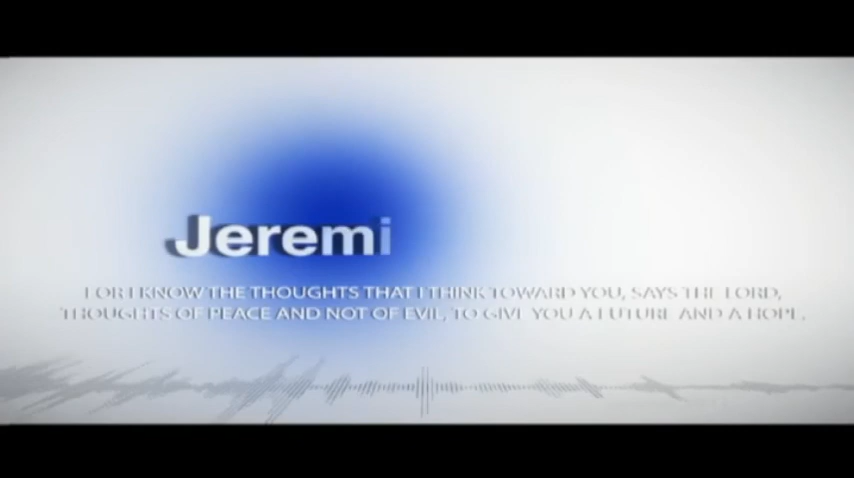 Jeremi
FOR I KNOW THE THOUGHTS THAT I THINK TOWARD YOU, SAYS THE LORD,
THOUGHTS OF PEACE AND NOT OF EVIL, TO GIVE YOU A FUTURE AND A HOPE.